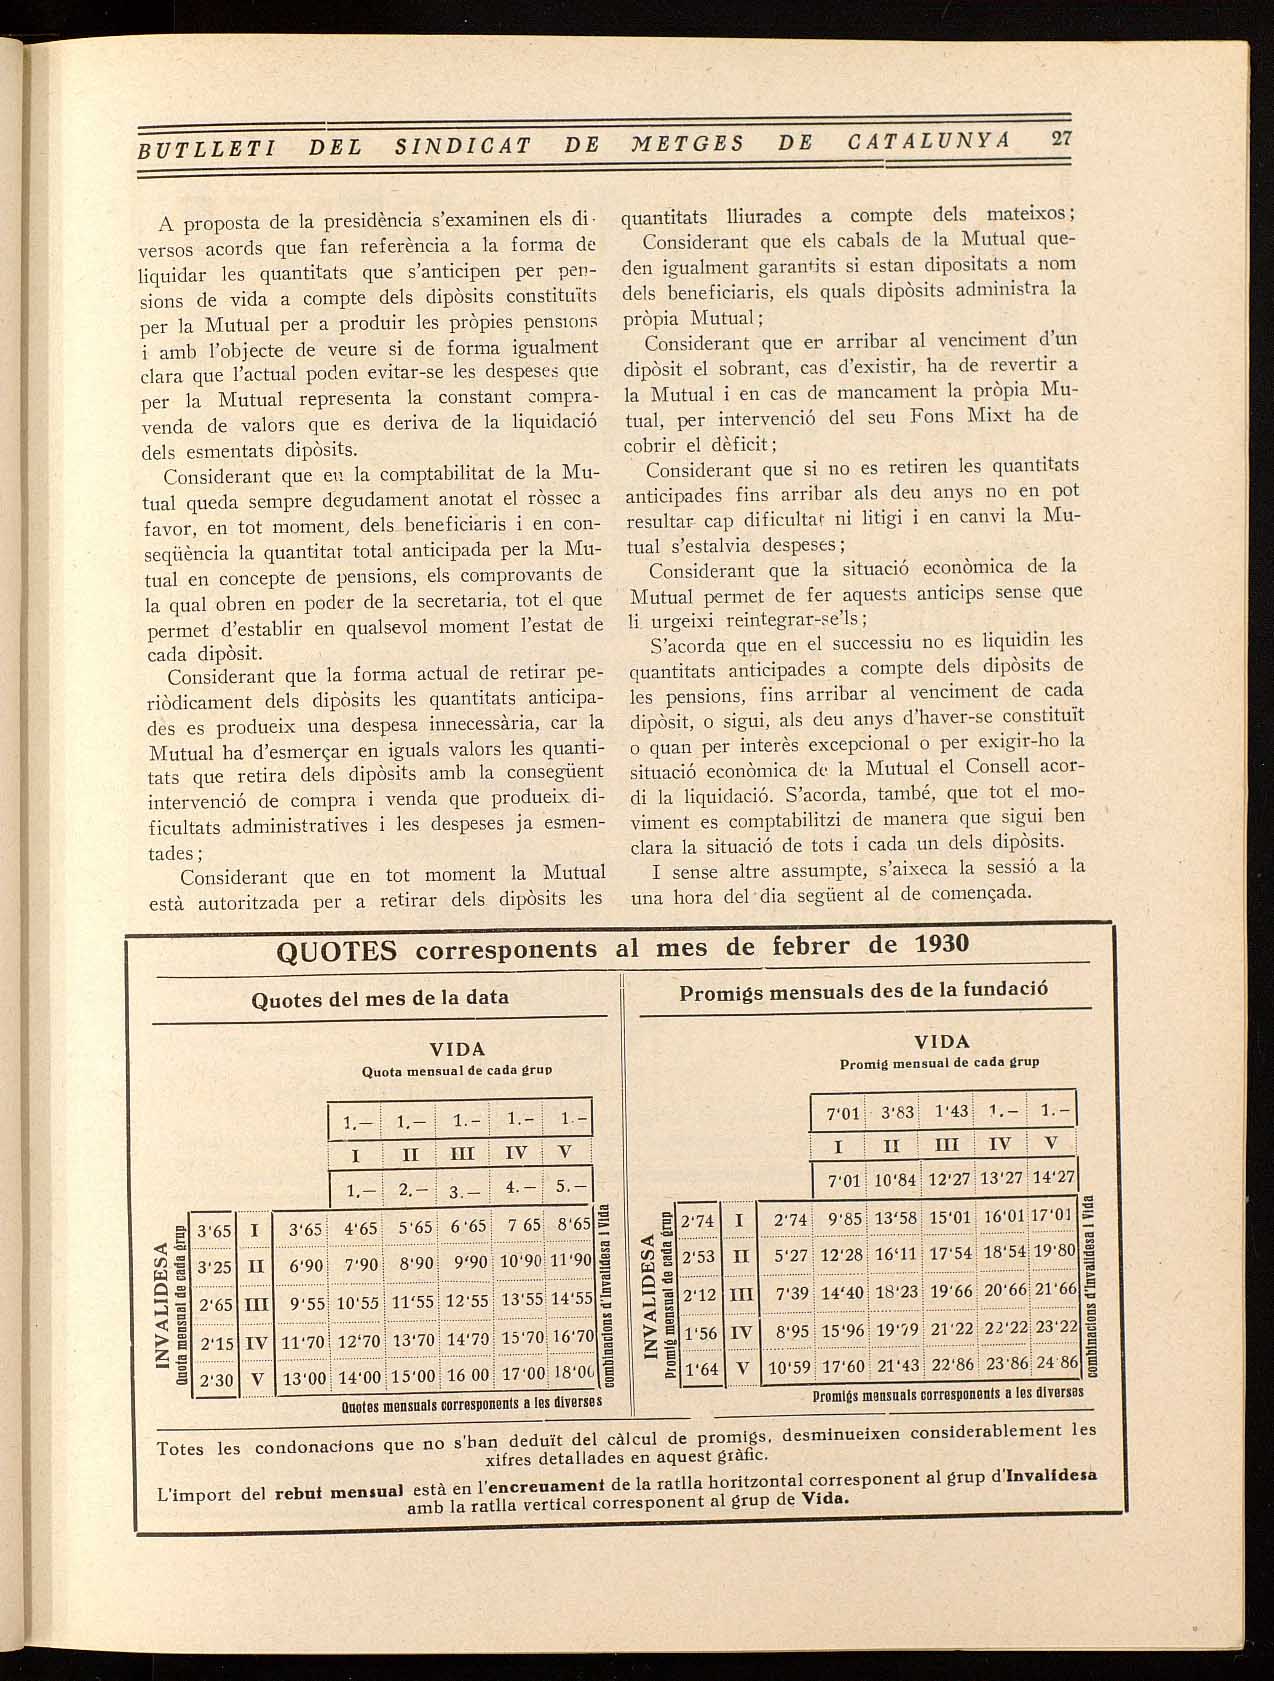 BUTLLETI DEL SINDICAT DE METGES DE CATALUNYA 27
A proposta de la presidència s'examinen els di-
versos acords que fan referència a la forma de
liquidar les quantitats que s'anticipen per pen-
sions de vida a compte dels dipòsits constituïts
per la Mutual per a produir les pròpies pensions
i amb l'objecte de veure si de forma igualment
clara que l'actual poden evitar-se les despeses que
per la Mutual representa la constant compra-
venda de valors que es deriva de la liquidació
dels esmentats dipòsits.
Considerant que en la comptabilitat de la Mu-
tual queda sempre degudament anotat el ròssec a
favor, en tot moment, dels beneficiaris i en con-
seqüència la quantitat total anticipada per la Mu-
tual en concepte de pensions, els comprovants de
la qual obren en poder de la secretaria, tot el que
permet d'establir en qualsevol moment l'estat de
cada dipòsit.
Considerant que la forma actual de retirar pe-
riòdicament dels dipòsits les quantitats anticipa-
des es produeix una despesa innecessària, car la
Mutual ha d'esmerçar en iguals valors les quanti-
tats que retira dels dipòsits amb la consegüent
intervenció de compra i venda que produeix di-
ficultats administratives i les despeses ja esmen-
tades;
Considerant que en tot moment la Mutual
està autoritzada per a retirar dels dipòsits les
quantitats lliurades a compte dels mateixos;
Considerant que els cabals de la Mutual que-
den igualment garantits si estan dipositats a nom
dels beneficiaris, els quals dipòsits administra la
pròpia Mutual;
Considerant que en arribar al venciment d'un
dipòsit el sobrant, cas d'existir, ha de revertir a
la Mutual i en cas de mancament la pròpia Mu-
tual, per intervenció del seu Fons Mixt ha de
cobrir el dèficit;
Considerant que si no es retiren les quantitats
anticipades fins arribar als deu anys no en pot
resultar cap dificultat ni litigi i en canvi la Mu-
tual s'estalvia despeses;
Considerant que la situació econòmica de la
Mutual permet de fer aquests anticips sense que
li urgeixi reintegrar-se'ls;
S'acorda que en el successiu no es liquidin les
quantitats anticipades a compte dels dipòsits de
les pensions, fins arribar al venciment de cada
dipòsit, o sigui, als deu anys d'haver-se constituït
o quan per interès excepcional o per exigir-ho la
situació econòmica de la Mutual el Consell acor-
di la liquidació. S'acorda, també, que tot el mo-
viment es comptabilitzi de manera que sigui ben
clara la situació de tots i cada un dels dipòsits.
I sense altre assumpte, s'aixeca la sessió a la
una hora del dia següent al de començada.
QUOTES corresponents al mes de febrer de 1930
Quotes del mes de la data
VIDA
Quota mensual de cada grup
1.— 1.— 1.— 1.— 1.—
I II III IV V
1.— 2.— 3.— 4.— 5.—
INVALIDESA
Quota mensual de cada grup
3'65 I 3'65 4'65 5'65 6'65 7 65 8'65
3'25 II 6'90 7'90 8'90 9'90 10'90 11'90
2'65 III 9'55 10'55 11'55 12'55 13'55 14'55
2'15 IV 11'70 12'70 13'70 14'70 15'70 16'70
2'30 V 13'00 14'00 15'00 16 00 17'00 18'00
combinacions d'Invalidesa i Vida
Quotes mensuals corresponents a les diverses
Promigs mensuals des de la fundació
VIDA
Promig mensual de cada grup
7'01 3'83 1'43 1.— 1.—
I II III IV V
7'01 10'84 12'27 13'27 14'27
INVALIDESA
Promig mensual de cada grup
2'74 I 2'74 9'85 13'58 15'01 16'01 17'01
2'53 II 5'27 12'28 16'11 17'54 18'54 19'80
2'12 III 7'39 14'40 18'23 19'66 20'66 21'66
1'56 IV 8'95 15'96 19'79 21'22 22'22 23'22
1'64 V 10'59 17'60 21'43 22'86 23'86 24'86
combinacions d'Invalidesa i Vida
Promigs mensuals corresponents a les diverses
Totes les condonacions que no s'han deduït del càlcul de promigs, desminueixen considerablement les
xifres detallades en aquest gràfic.
L'import del rebut mensual està en l'encreuament de la ratlla horitzontal corresponent al grup d'Invalidesa
amb la ratlla vertical corresponent al grup de Vida.